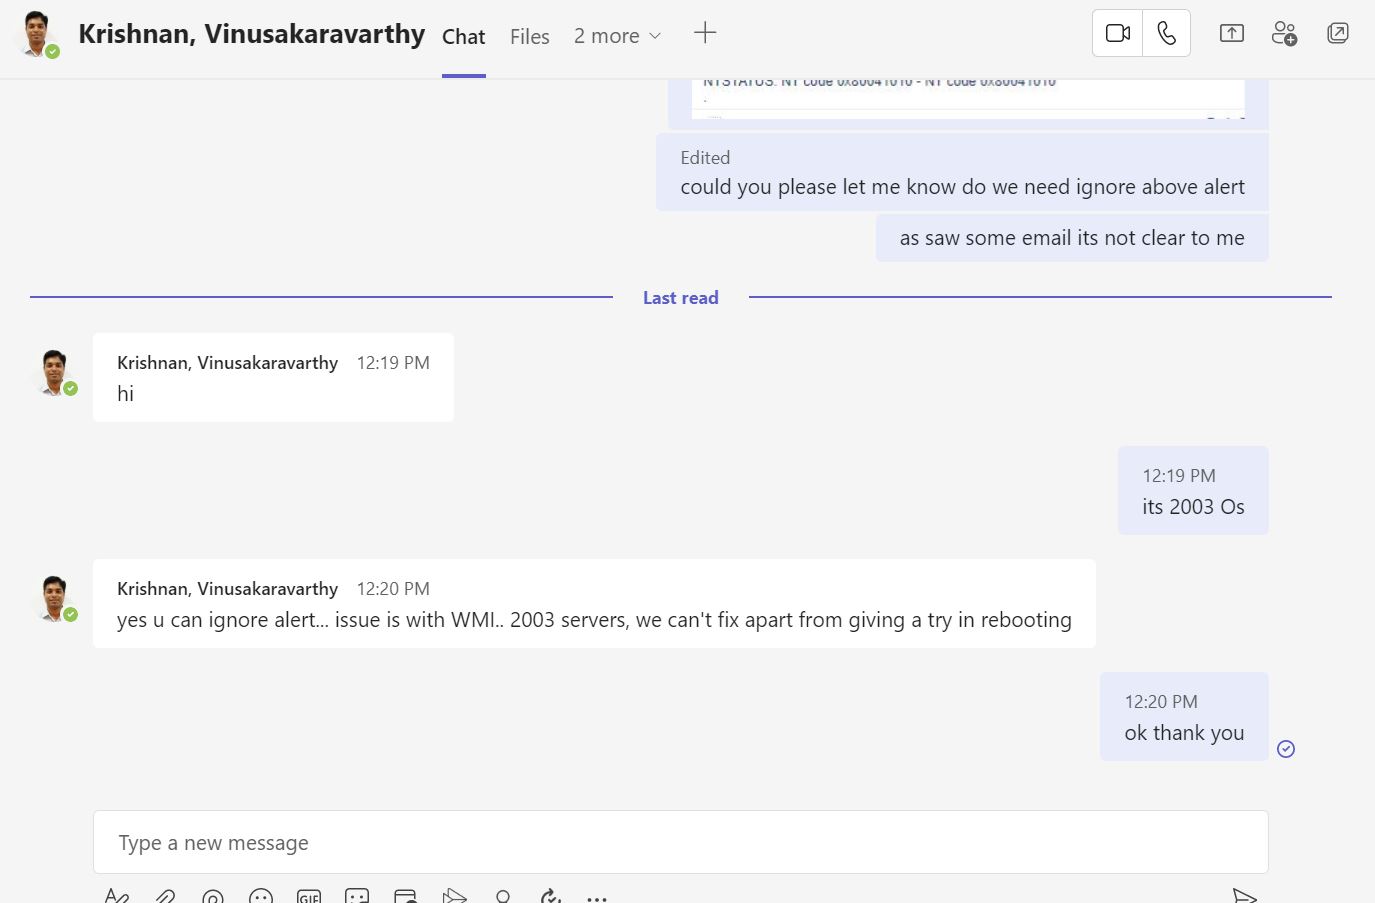 Krishnan, Vinusakaravarthy Chat Files 2 more
NTSTATUS: NT code 0x80041010 - NT code 0x80041010
Edited
could you please let me know do we need ignore above alert
as saw some email its not clear to me
Last read
Krishnan, Vinusakaravarthy 12:19 PM
hi
12:19 PM
its 2003 Os
Krishnan, Vinusakaravarthy 12:20 PM
yes u can ignore alert... issue is with WMI.. 2003 servers, we can't fix apart from giving a try in rebooting
12:20 PM
ok thank you
Type a new message
GIF